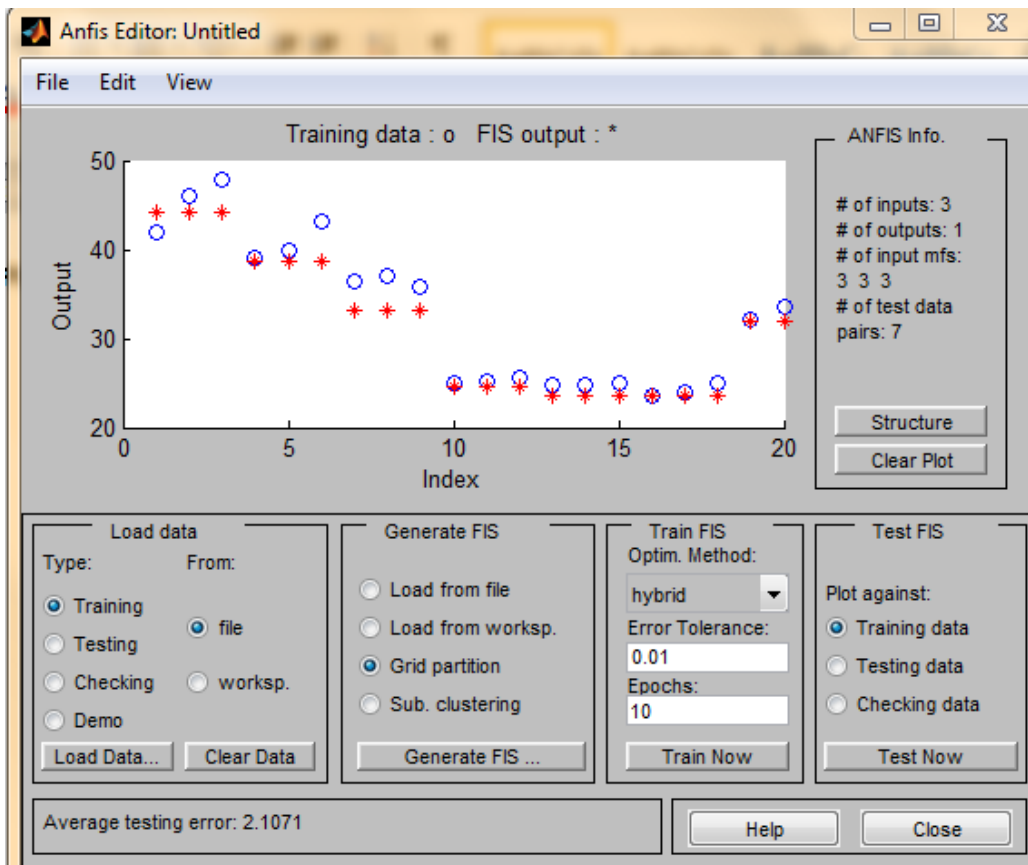 Anfis Editor: Untitled
File Edit View
Training data : o FIS output : *
50
40
30
20
Output
0 5 10 15 20
Index
ANFIS Info.
# of inputs: 3
# of outputs: 1
# of input mfs:
3 3 3
# of test data
pairs: 7
Structure
Clear Plot
Load data
Type: From:
Training
Testing
Checking
Demo
file
worksp.
Load Data... Clear Data
Generate FIS
Load from file
Load from worksp.
Grid partition
Sub. clustering
Generate FIS ...
Train FIS
Optim. Method:
hybrid
Error Tolerance:
0.01
Epochs:
10
Train Now
Test FIS
Plot against:
Training data
Testing data
Checking data
Test Now
Average testing error: 2.1071
Help Close